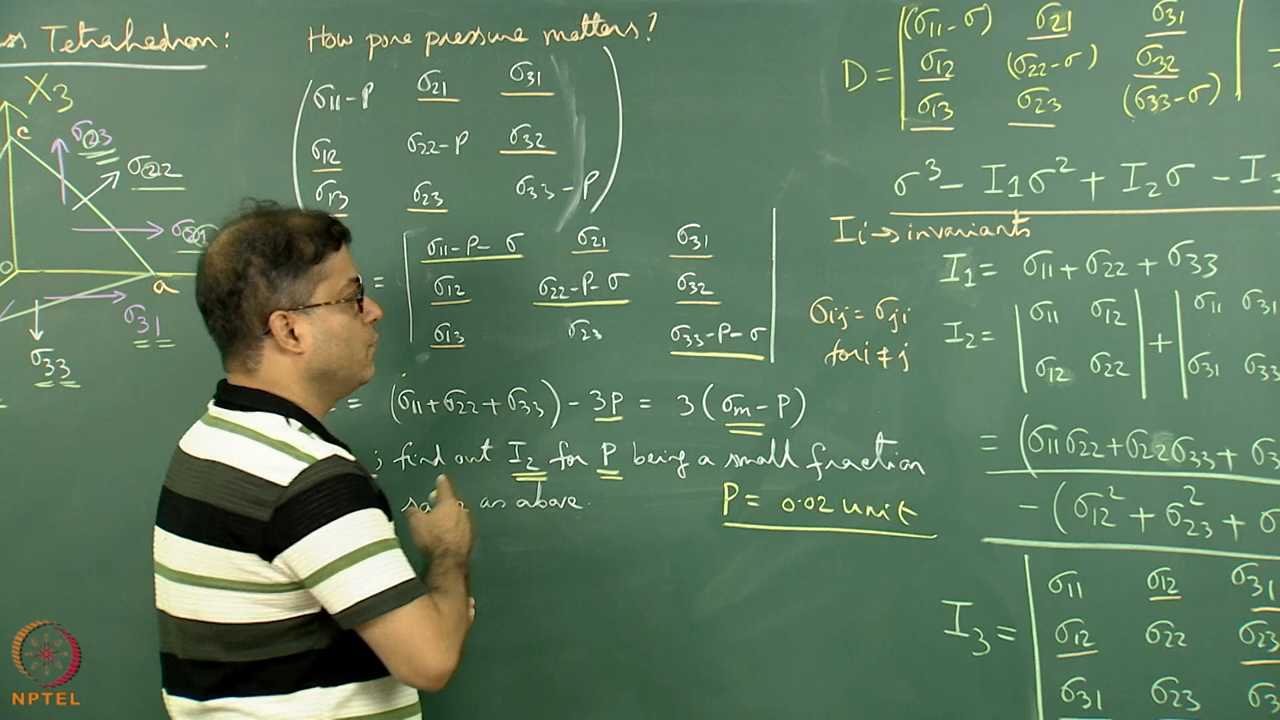 Tetrahedron:
X3
c
σ23
σ22
a
σ31
σ33
How pore pressure matters?
σ11-P σ21 σ31
σ12 σ22-P σ32
σ13 σ23 σ33-P
= | σ11-P-σ σ21 σ31 |
σ12 σ22-P-σ σ32
σ13 σ23 σ33-P-σ
= (σ11+σ22+σ33) - 3P = 3(σm-P)
; find out I2 for P being a small fraction
as above.
P = 0.02 unit
D = | (σ11-σ) σ21 σ31 |
σ12 (σ22-σ) σ32
σ13 σ23 (σ33-σ)
σ³ - I1σ² + I2σ - I3
Ii → invariants
I1 = σ11+σ22+σ33
σij = σji
for i ≠ j
I2 = | σ11 σ12 | + | σ11 σ31
σ12 σ22 σ31 σ33
= (σ11σ22+σ22σ33+σ3
- (σ12² + σ23² + σ
I3 = | σ11 σ12 σ31
σ12 σ22 σ23
σ31 σ23 σ3
NPTEL